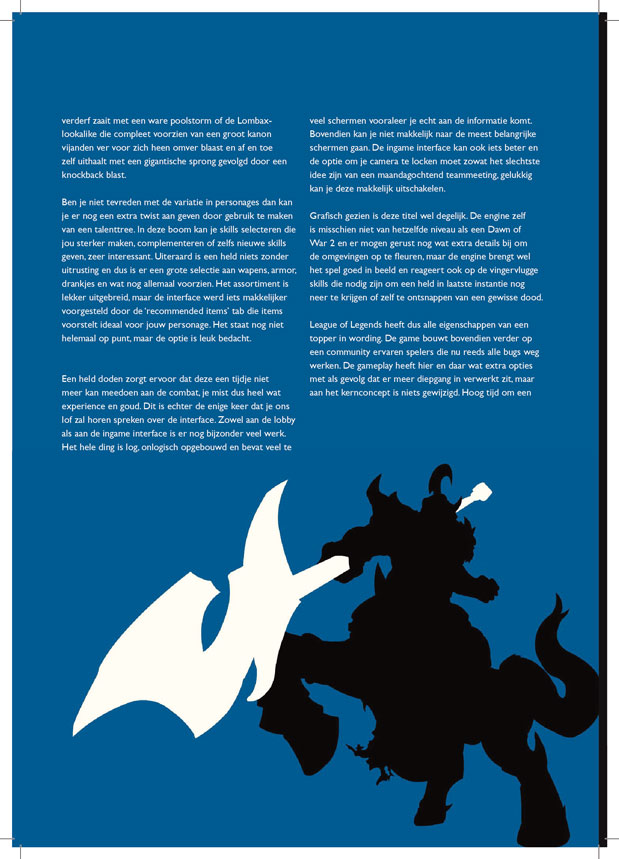 verderf zaait met een ware poolstorm of de Lombax-
lookalike die compleet voorzien van een groot kanon
vijanden ver voor zich heen omver blaast en af en toe
zelf uithaalt met een gigantische sprong gevolgd door een
knockback blast.
Ben je niet tevreden met de variatie in personages dan kan
je er nog een extra twist aan geven door gebruik te maken
van een talenttree. In deze boom kan je skills selecteren die
jou sterker maken, complementeren of zelfs nieuwe skills
geven, zeer interessant. Uiteraard is een held niets zonder
uitrusting en dus is er een grote selectie aan wapens, armor,
drankjes en wat nog allemaal voorzien. Het assortiment is
lekker uitgebreid, maar de interface werd iets makkelijker
voorgesteld door de 'recommended items' tab die items
voorstelt ideaal voor jouw personage. Het staat nog niet
helemaal op punt, maar de optie is leuk bedacht.
Een held doden zorgt ervoor dat deze een tijdje niet
meer kan meedoen aan de combat, je mist dus heel wat
experience en goud. Dit is echter de enige keer dat je ons
lof zal horen spreken over de interface. Zowel aan de lobby
als aan de ingame interface is er nog bijzonder veel werk.
Het hele ding is log, onlogisch opgebouwd en bevat veel te
veel schermen vooraleer je echt aan de informatie komt.
Bovendien kan je niet makkelijk naar de meest belangrijke
schermen gaan. De ingame interface kan ook iets beter en
de optie om je camera te locken moet zowat het slechtste
idee zijn van een maandagochtend teammeeting, gelukkig
kan je deze makkelijk uitschakelen.
Grafisch gezien is deze titel wel degelijk. De engine zelf
is misschien niet van hetzelfde niveau als een Dawn of
War 2 en er mogen gerust nog wat extra details bij om
de omgevingen op te fleuren, maar de engine brengt wel
het spel goed in beeld en reageert ook op de vingervlugge
skills die nodig zijn om een held in laatste instantie nog
neer te krijgen of zelf te ontsnappen van een gewisse dood.
League of Legends heeft dus alle eigenschappen van een
topper in wording. De game bouwt bovendien verder op
een community ervaren spelers die nu reeds alle bugs weg
werken. De gameplay heeft hier en daar wat extra opties
met als gevolg dat er meer diepgang in verwerkt zit, maar
aan het kernconcept is niets gewijzigd. Hoog tijd om een